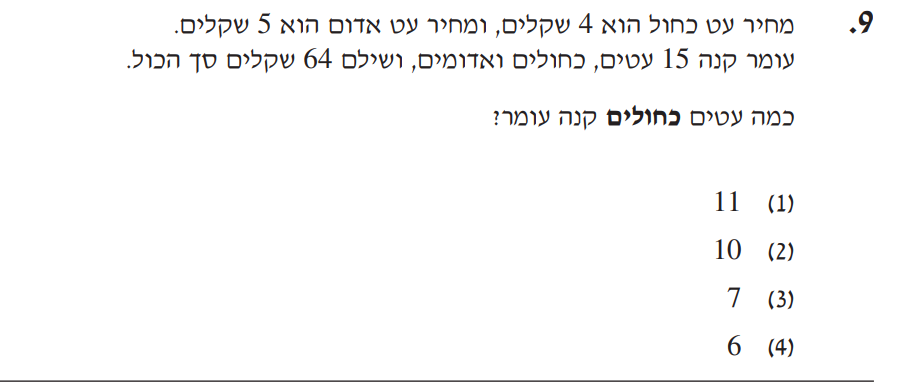 9. מחיר עט כחול הוא 4 שקלים, ומחיר עט אדום הוא 5 שקלים.
עומר קנה 15 עטים, כחולים ואדומים, ושילם 64 שקלים סך הכול.
כמה עטים כחולים קנה עומר?
(1) 11
(2) 10
(3) 7
(4) 6